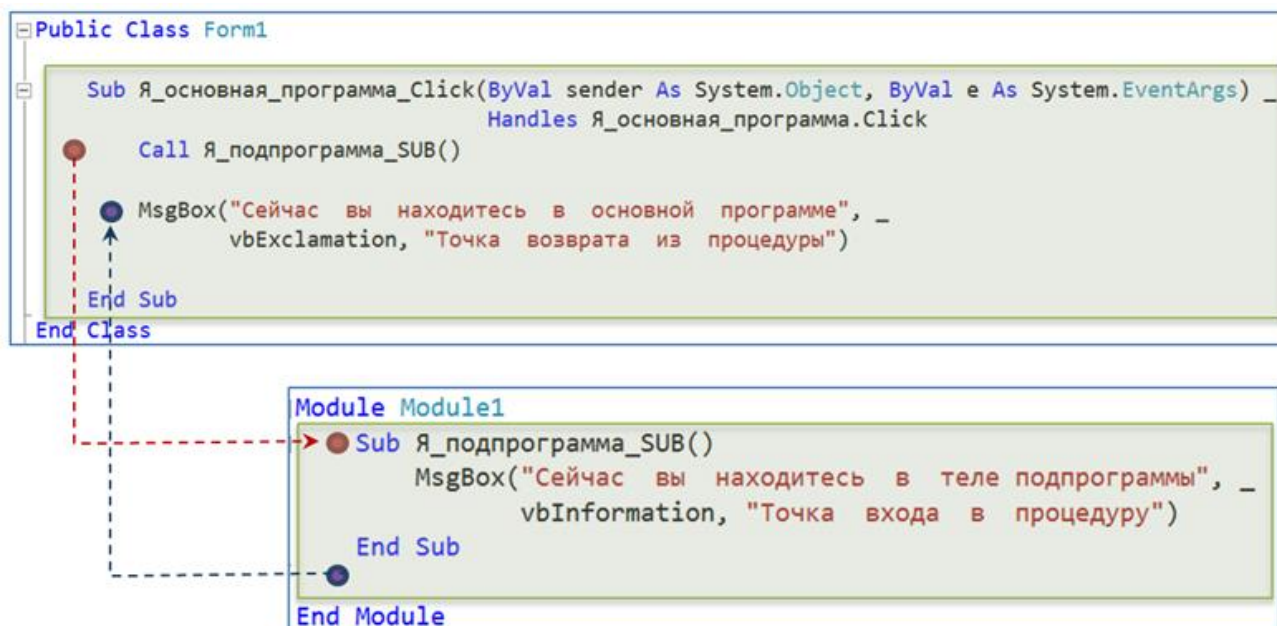 Public Class Form1
Sub Я_основная_программа_Click(ByVal sender As System.Object, ByVal e As System.EventArgs) _
Handles Я_основная_программа.Click
Call Я_подпрограмма_SUB()
MsgBox("Сейчас вы находитесь в основной программе", _
vbExclamation, "Точка возврата из процедуры")
End Sub
End Class
Module Module1
Sub Я_подпрограмма_SUB()
MsgBox("Сейчас вы находитесь в теле подпрограммы", _
vbInformation, "Точка входа в процедуру")
End Sub
End Module